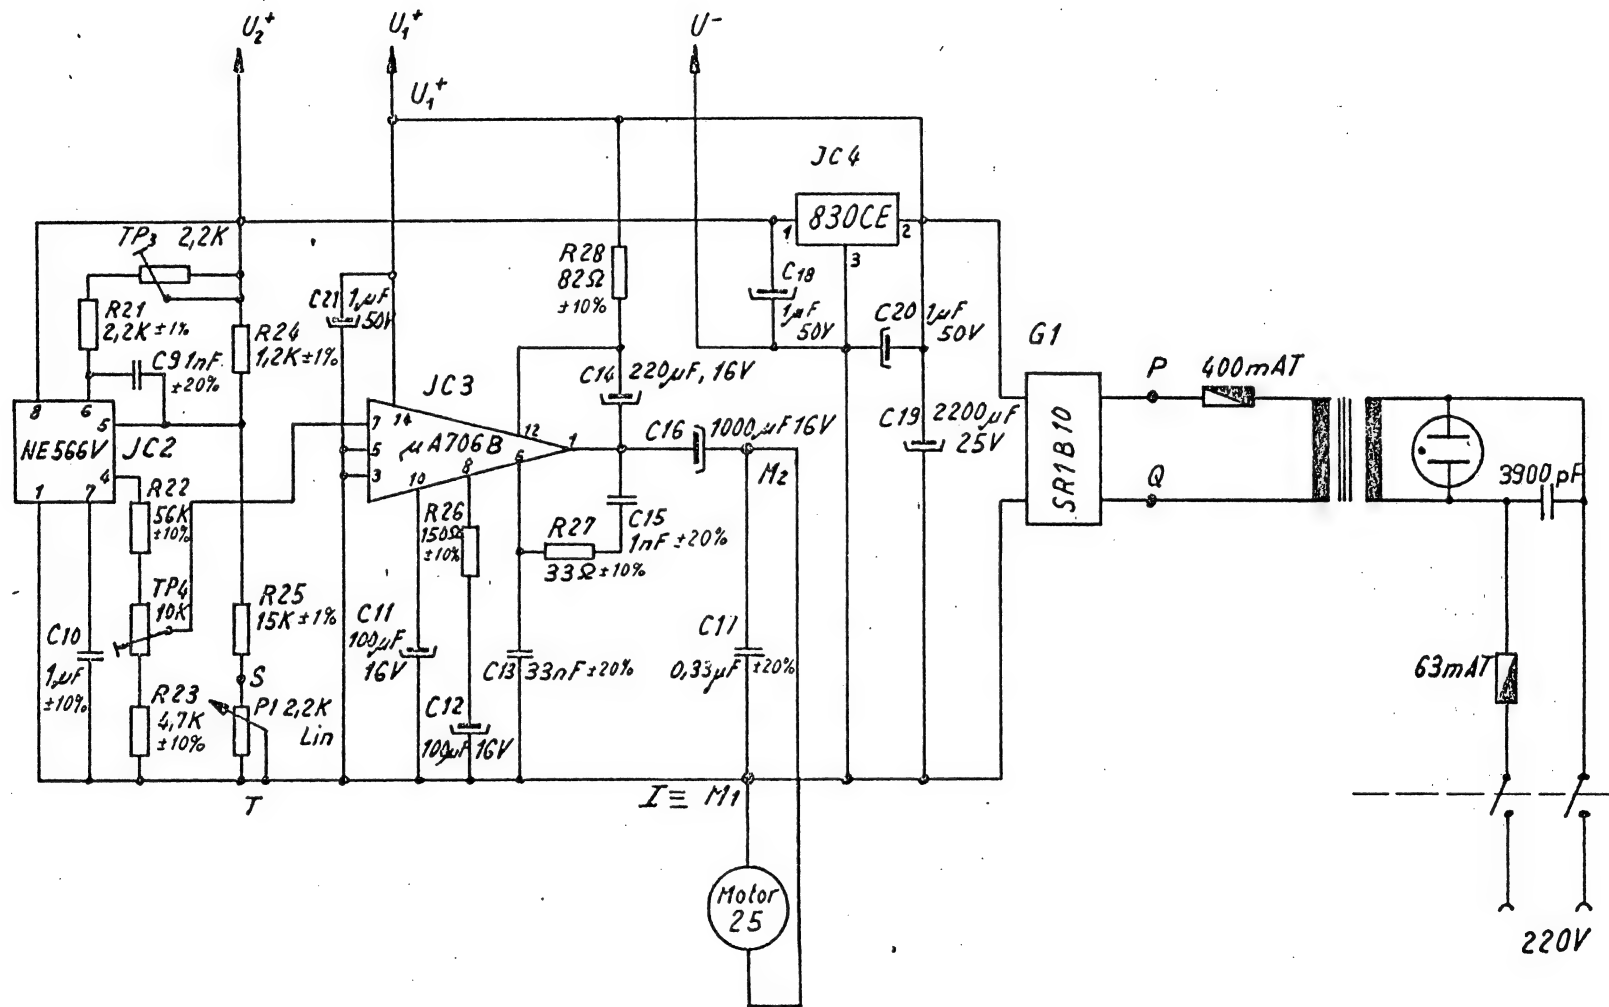 U2+
U1+
U-
U1+
JC4
830CE
1
2
3
TP3 2,2K
R21
2,2K ±1%
C9 1nF
±20%
R24
1,2K ±1%
C21
1µF
50V
R28
82Ω
±10%
C18
1µF
50V
C20
1µF
50V
G1
SR1B10
P
400mAT
Q
3900pF
63mAT
220V
8
6
5
NE566V
JC2
4
1
7
R22
56K
±10%
TP4
10K
C10
1µF
±10%
R23
4,7K
±10%
R25
15K ±1%
S
P1 2,2K
Lin
T
JC3
7
14
µA706B
5
3
10
8
6
12
1
C14
220µF, 16V
C16
1000µF 16V
M2
C19
2200µF
25V
R26
150Ω
±10%
R27
33Ω ±10%
C15
1nF ±20%
C11
100µF
16V
C12
100µF 16V
C13
33nF ±20%
C17
0,33µF ±20%
I ≡ M1
Motor
25